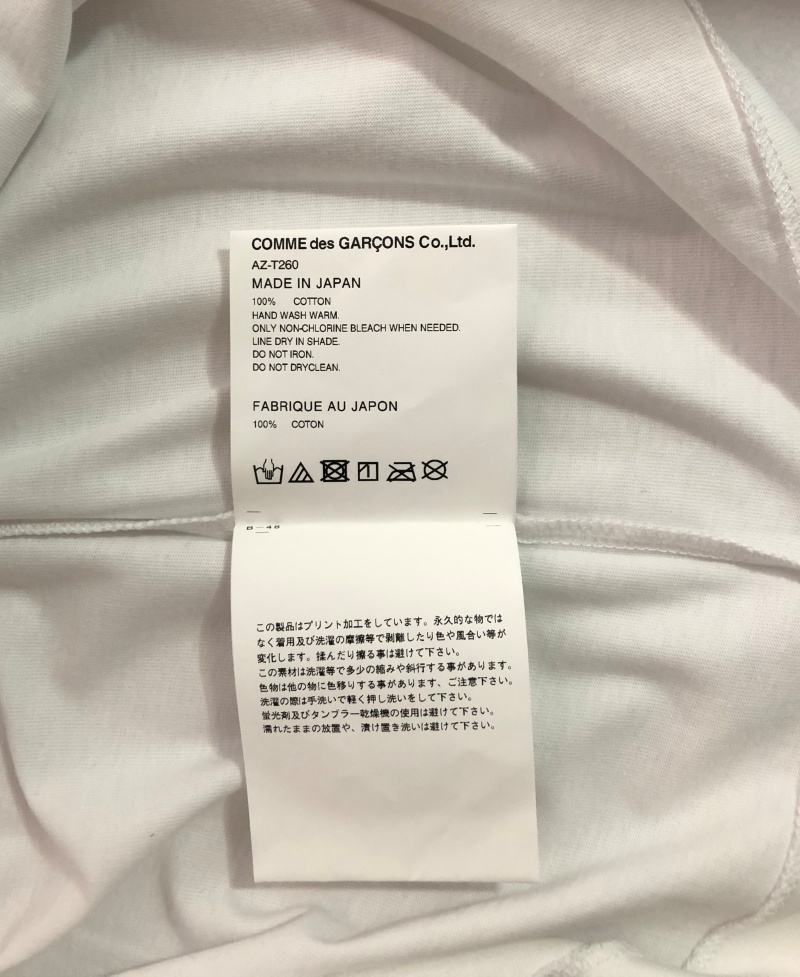 COMME des GARÇONS Co.,Ltd.
AZ-T260
MADE IN JAPAN
100% COTTON
HAND WASH WARM.
ONLY NON-CHLORINE BLEACH WHEN NEEDED.
LINE DRY IN SHADE.
DO NOT IRON.
DO NOT DRYCLEAN.
FABRIQUE AU JAPON
100% COTON
B-48
この製品はプリント加工をしています。永久的な物では
なく着用及び洗濯の摩擦等で剥離したり色や風合い等が
変化します。揉んだり擦る事は避けて下さい。
この素材は洗濯等で多少の縮みや斜行する事があります。
色物は他の物に色移りする事があります、ご注意下さい。
洗濯の際は手洗いで軽く押し洗いをして下さい。
蛍光剤及びタンブラー乾燥機の使用は避けて下さい。
濡れたままの放置や、漬け置き洗いは避けて下さい。